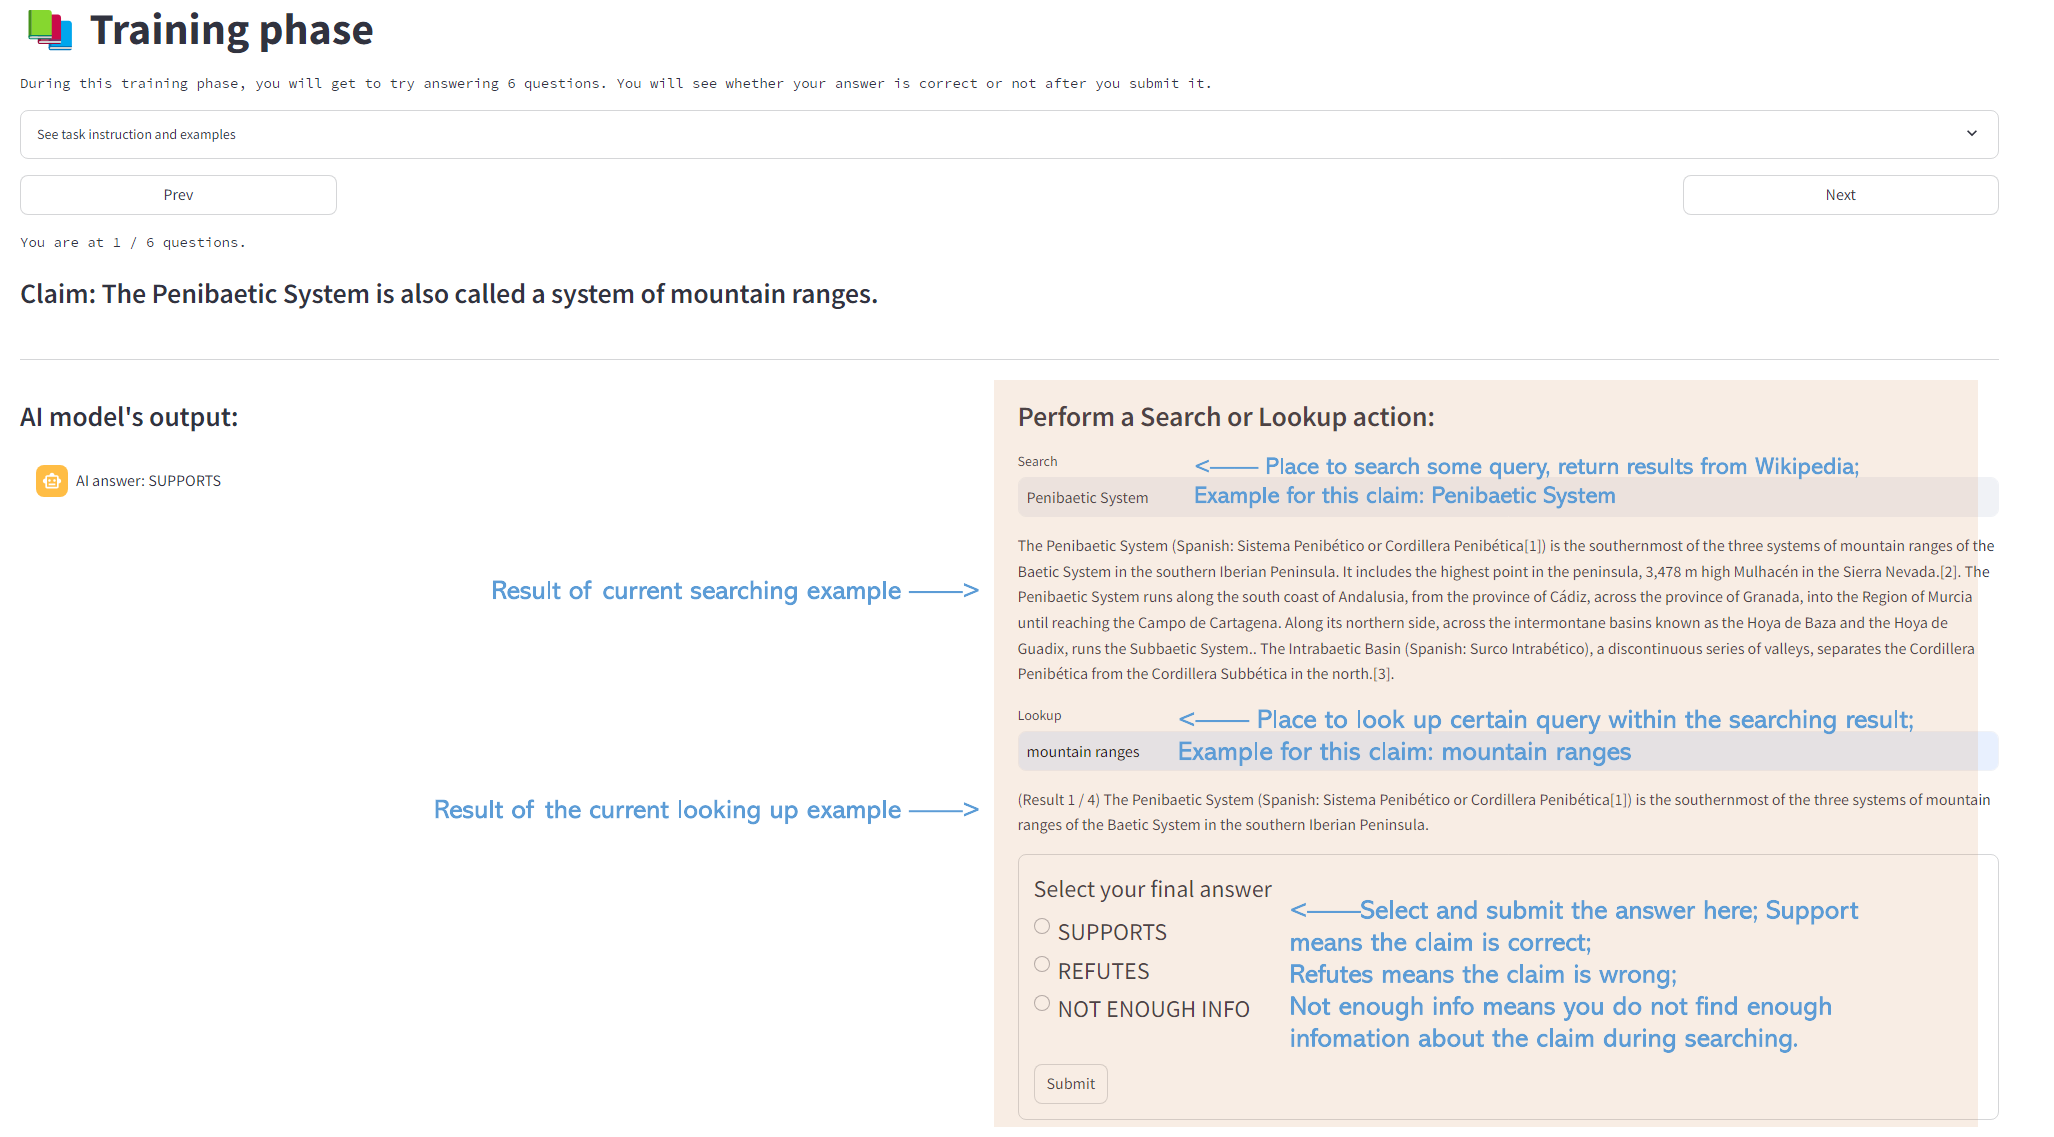 Training phase
During this training phase, you will get to try answering 6 questions. You will see whether your answer is correct or not after you submit it.
See task instruction and examples
Prev
Next
You are at 1 / 6 questions.
Claim: The Penibaetic System is also called a system of mountain ranges.
AI model's output:
AI answer: SUPPORTS
Perform a Search or Lookup action:
Search
<—— Place to search some query, return results from Wikipedia;
Penibaetic System
Example for this claim: Penibaetic System
Result of current searching example ——>
The Penibaetic System (Spanish: Sistema Penibético or Cordillera Penibética[1]) is the southernmost of the three systems of mountain ranges of the
Baetic System in the southern Iberian Peninsula. It includes the highest point in the peninsula, 3,478 m high Mulhacén in the Sierra Nevada.[2]. The
Penibaetic System runs along the south coast of Andalusia, from the province of Cádiz, across the province of Granada, into the Region of Murcia
until reaching the Campo de Cartagena. Along its northern side, across the intermontane basins known as the Hoya de Baza and the Hoya de
Guadix, runs the Subbaetic System.. The Intrabaetic Basin (Spanish: Surco Intrabético), a discontinuous series of valleys, separates the Cordillera
Penibética from the Cordillera Subbética in the north.[3].
Lookup
<—— Place to look up certain query within the searching result;
mountain ranges
Example for this claim: mountain ranges
Result of the current looking up example ——>
(Result 1 / 4) The Penibaetic System (Spanish: Sistema Penibético or Cordillera Penibética[1]) is the southernmost of the three systems of mountain
ranges of the Baetic System in the southern Iberian Peninsula.
Select your final answer
SUPPORTS
REFUTES
NOT ENOUGH INFO
<——Select and submit the answer here; Support
means the claim is correct;
Refutes means the claim is wrong;
Not enough info means you do not find enough
infomation about the claim during searching.
Submit